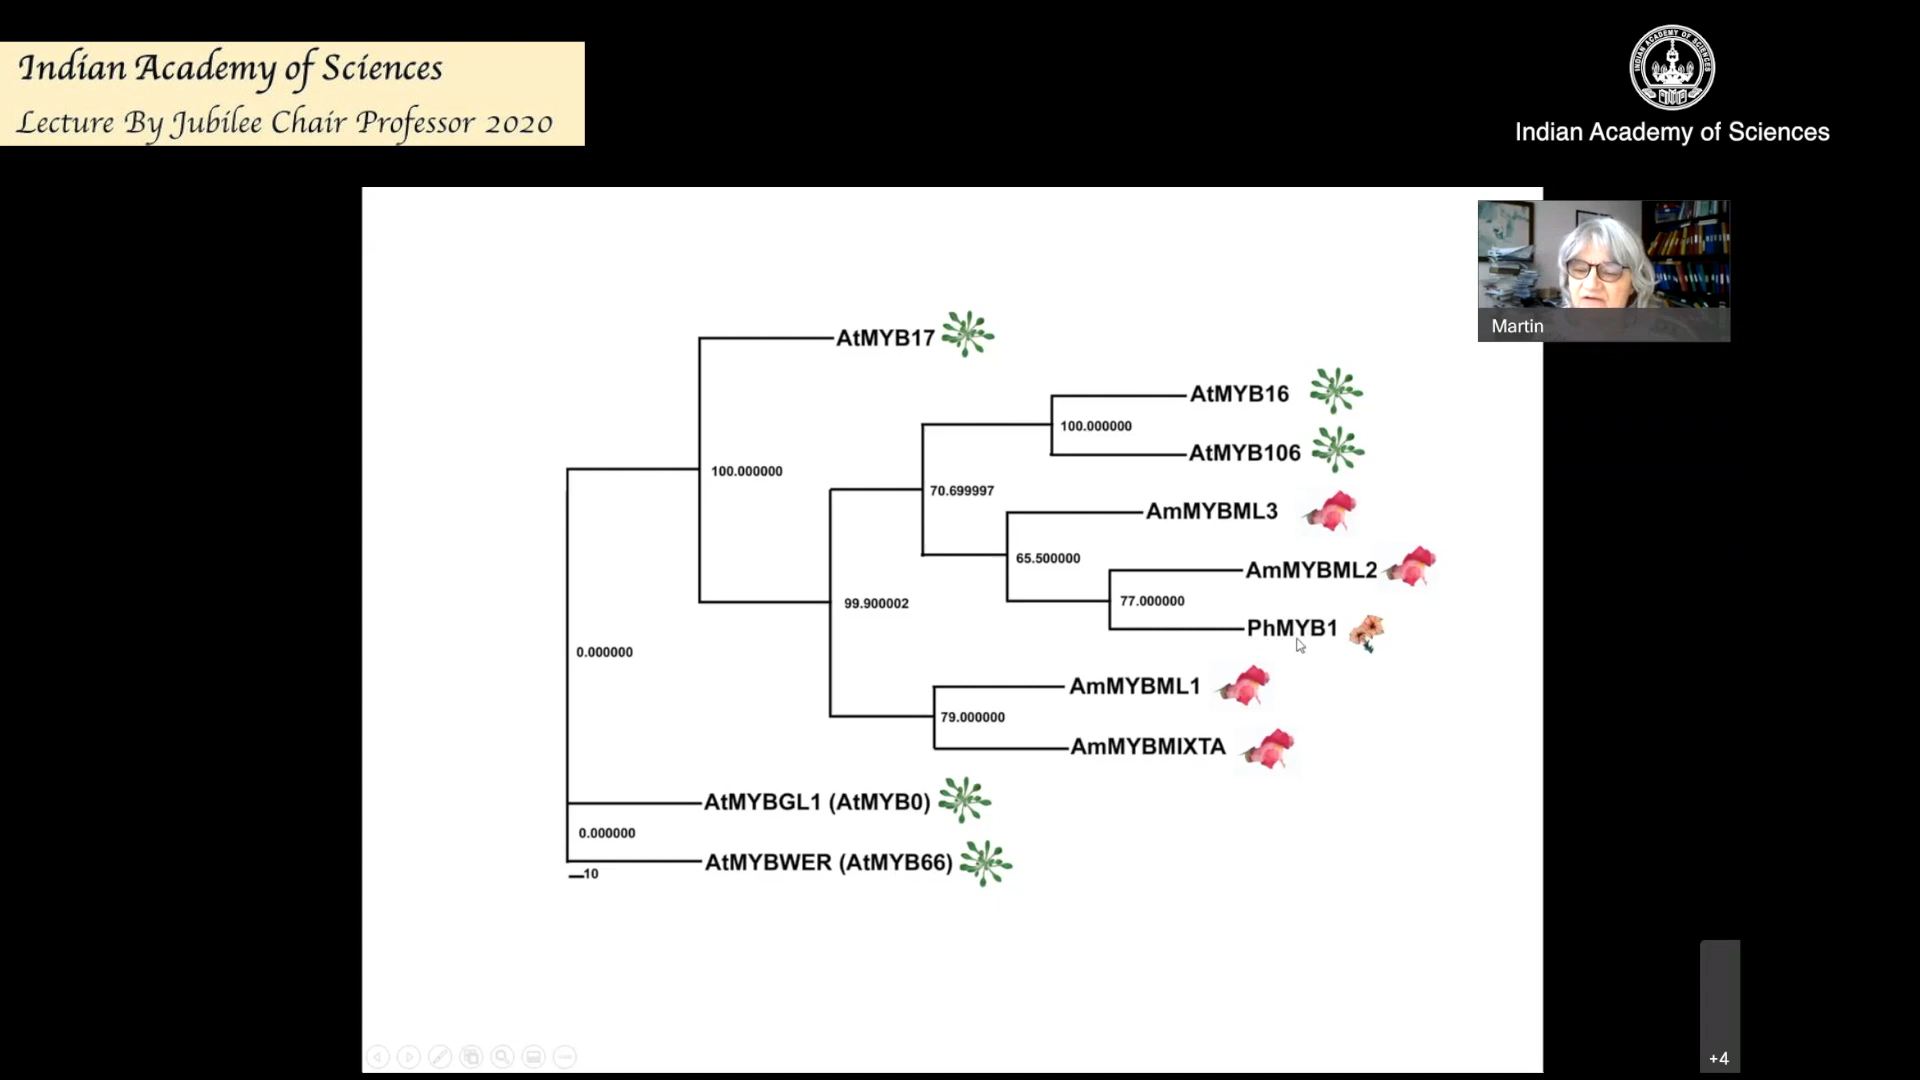 Indian Academy of Sciences
Lecture By Jubilee Chair Professor 2020
Indian Academy of Sciences
Martin
AtMYB17
AtMYB16
100.000000
AtMYB106
100.000000
70.699997
AmMYBML3
65.500000
AmMYBML2
77.000000
99.900002
PhMYB1
0.000000
AmMYBML1
79.000000
AmMYBMIXTA
AtMYBGL1 (AtMYB0)
0.000000
AtMYBWER (AtMYB66)
10
+4